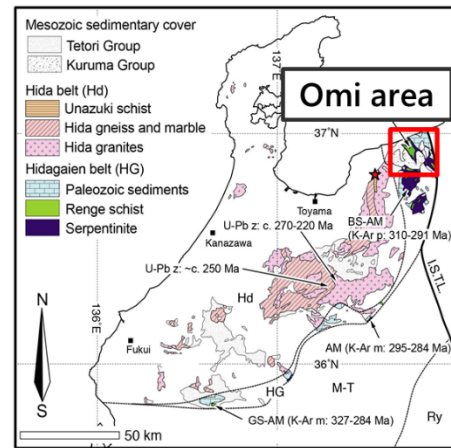 Mesozoic sedimentary cover
Tetori Group
Kuruma Group
Hida belt (Hd)
Unazuki schist
Hida gneiss and marble
Hida granites
Hidagaien belt (HG)
Paleozoic sediments
Renge schist
Serpentinite
137°E
Omi area
37°N
Toyama
Kanazawa
U-Pb z: c. 270-220 Ma
BS-AM
(K-Ar p: 310-291 Ma)
U-Pb z: ~c. 250 Ma
I.S.T.L.
Hd
N
136°E
Fukui
AM (K-Ar m: 295-284 Ma)
36°N
S
HG
M-T
Ry
GS-AM (K-Ar m: 327-284 Ma)
50 km